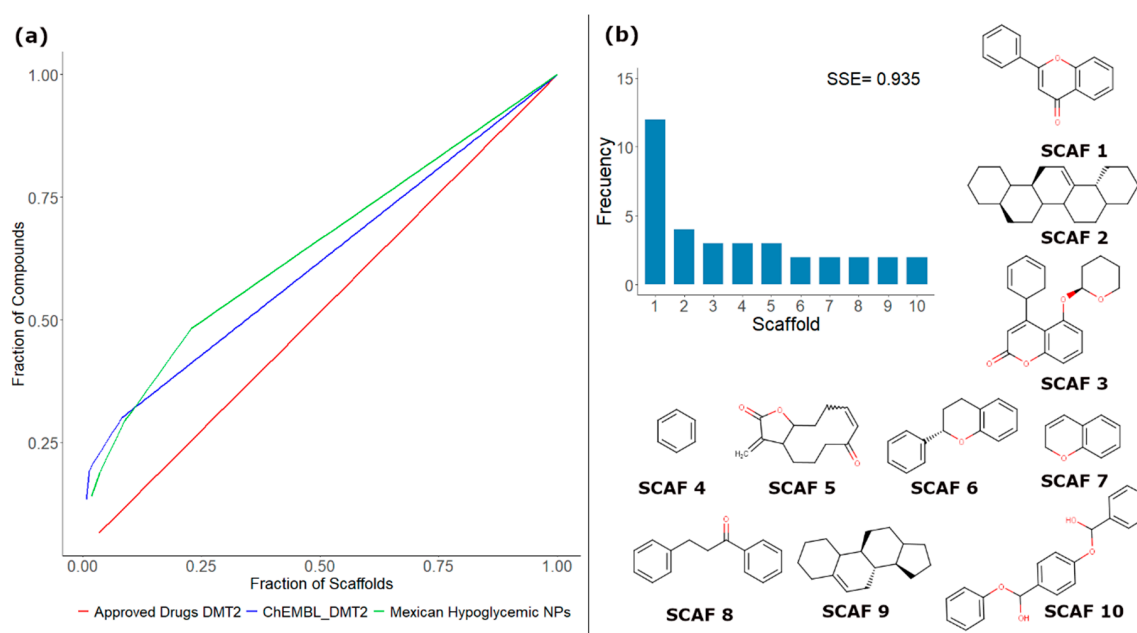 (a)
1.00
0.75
0.50
0.25
Fraction of Compounds
0.00
0.25
0.50
0.75
1.00
Fraction of Scaffolds
Approved Drugs DMT2
ChEMBL_DMT2
Mexican Hypoglycemic NPs
(b)
15
10
5
0
Frecuency
SSE= 0.935
1 2 3 4 5 6 7 8 9 10
Scaffold
O
O
SCAF 1
SCAF 2
O
O
O
O
SCAF 3
SCAF 4
O
O
H₂C
O
SCAF 5
O
SCAF 6
O
SCAF 7
O
SCAF 8
SCAF 9
HO
O
O
OH
SCAF 10